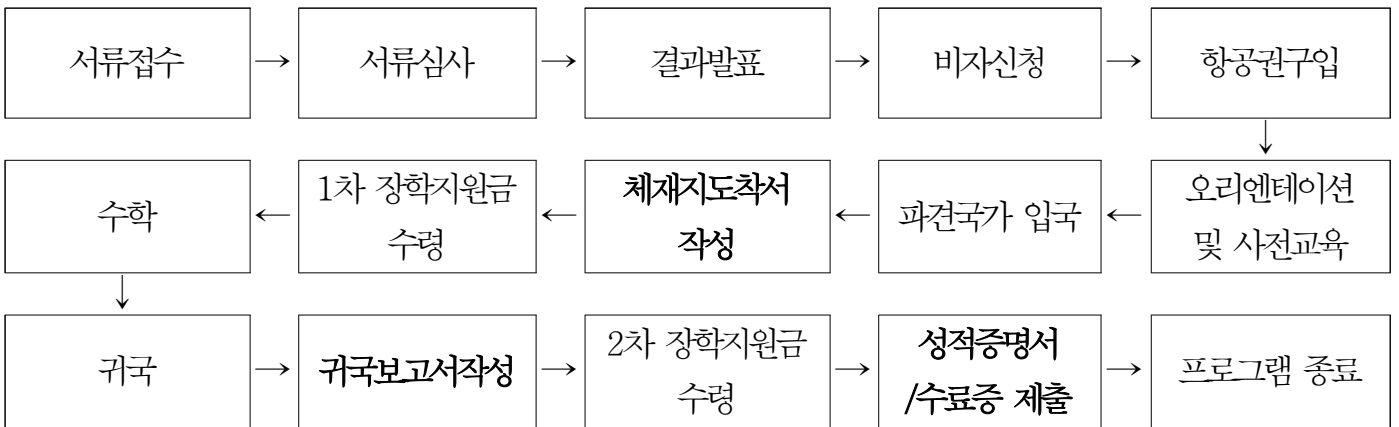 서류접수 → 서류심사 → 결과발표 → 비자신청 → 항공권구입
↓
오리엔테이션
및 사전교육
←
파견국가 입국
←
체재지도착서
작성
←
1차 장학지원금
수령
←
수학
↓
귀국
→
귀국보고서작성
→
2차 장학지원금
수령
→
성적증명서
/수료증 제출
→
프로그램 종료